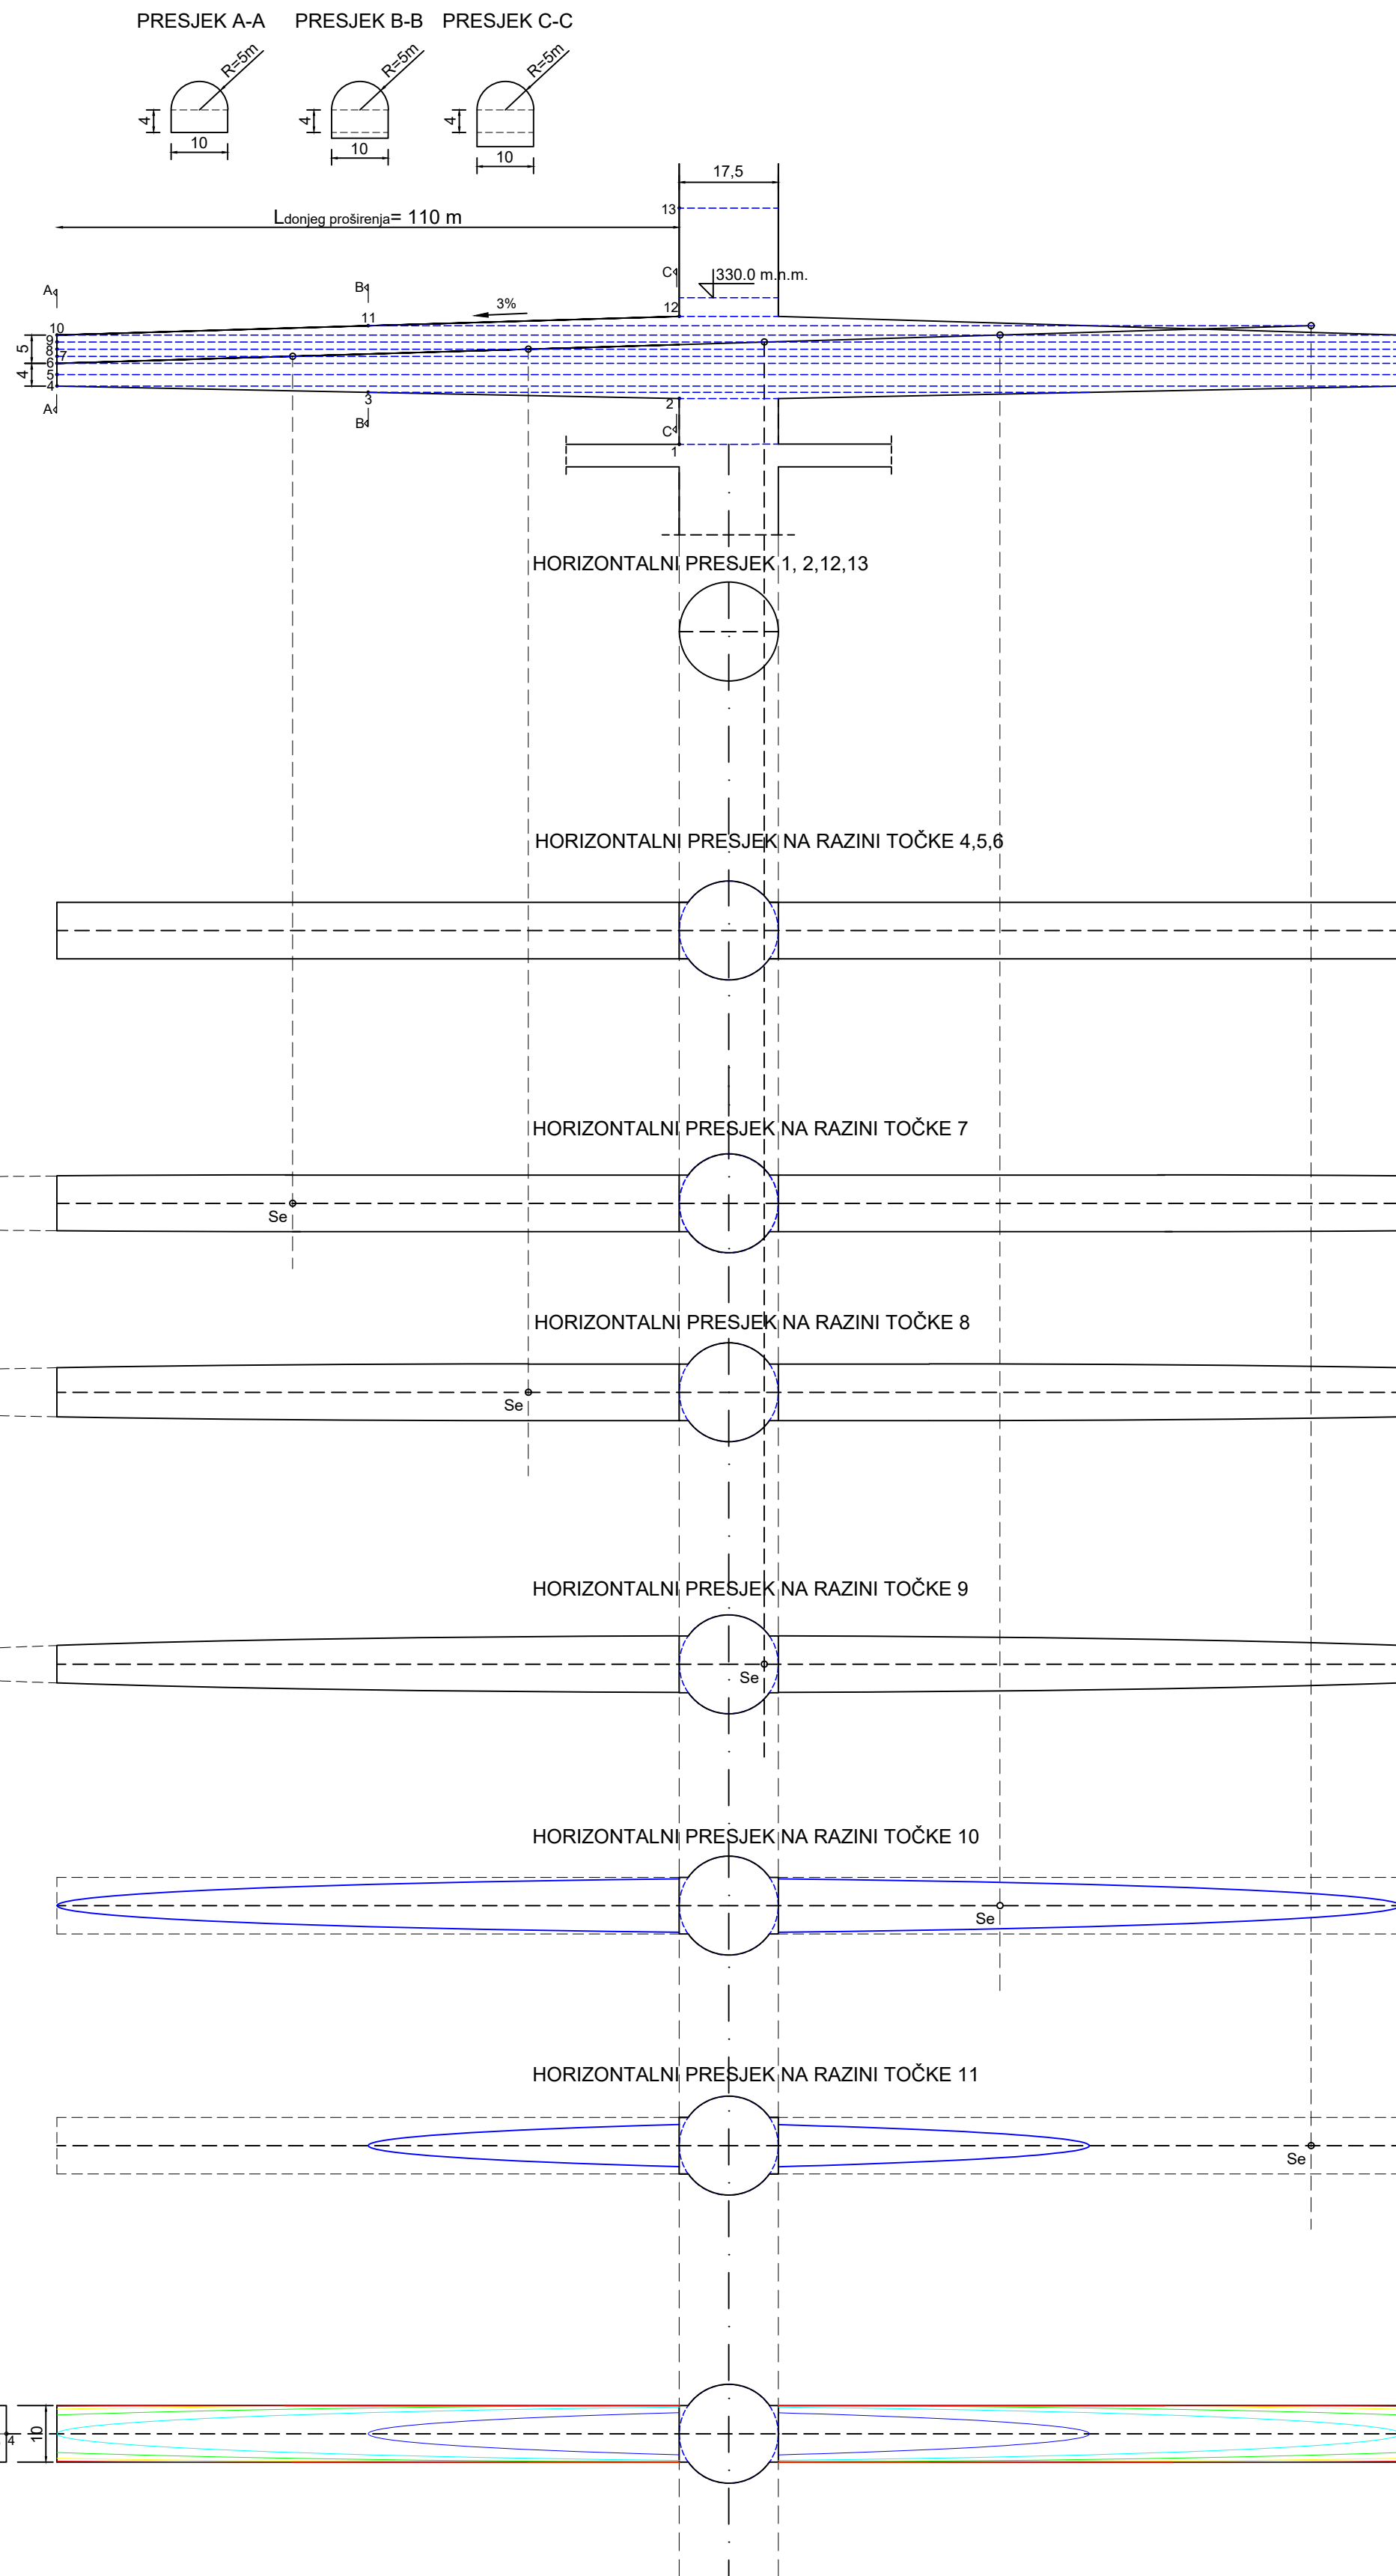 PRESJEK A-A PRESJEK B-B PRESJEK C-C
R=5m R=5m R=5m
4 4 4
10 10 10
17,5
13
Ldonjeg proširenja= 110 m
C
330.0 m.n.m.
A B
12
3%
11
10
9
8
7
6
5
4
5
4
3
2
A B
C
1
HORIZONTALNI PRESJEK 1, 2,12,13
HORIZONTALNI PRESJEK NA RAZINI TOČKE 4,5,6
HORIZONTALNI PRESJEK NA RAZINI TOČKE 7
Se
HORIZONTALNI PRESJEK NA RAZINI TOČKE 8
Se
HORIZONTALNI PRESJEK NA RAZINI TOČKE 9
Se
HORIZONTALNI PRESJEK NA RAZINI TOČKE 10
Se
HORIZONTALNI PRESJEK NA RAZINI TOČKE 11
Se
4 10